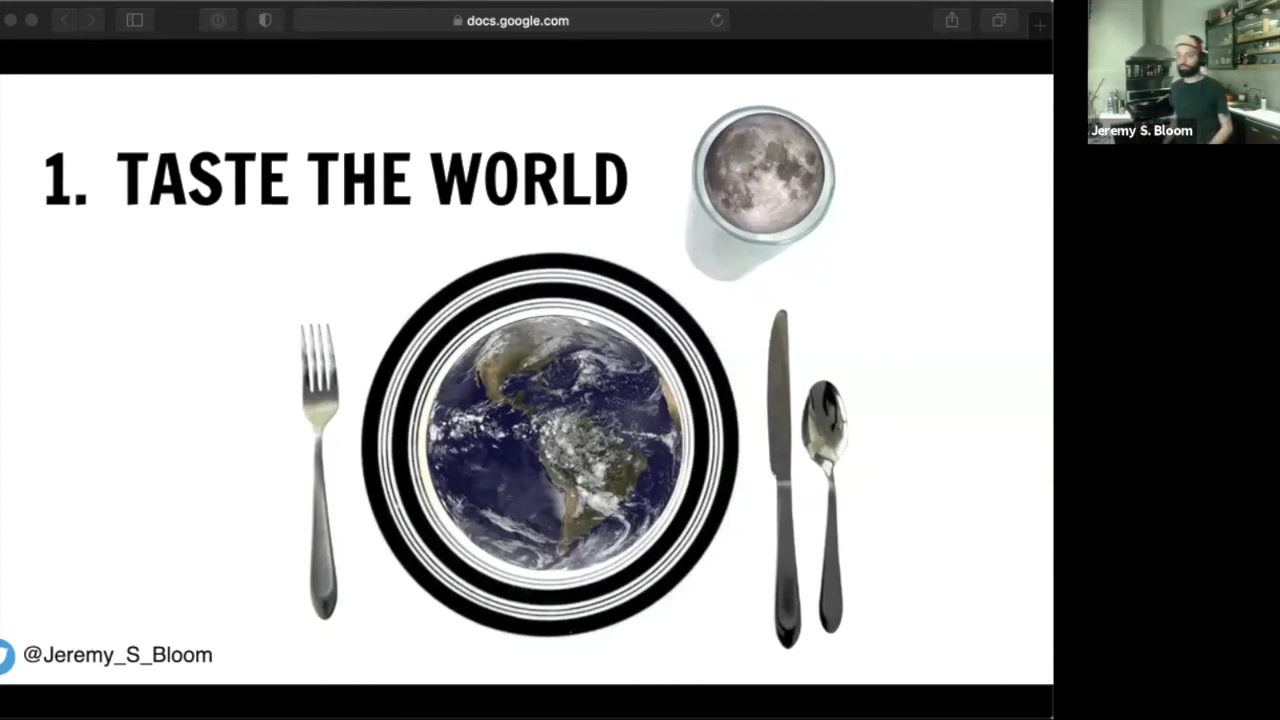 docs.google.com
1. TASTE THE WORLD
Jeremy S. Bloom
@Jeremy_S_Bloom